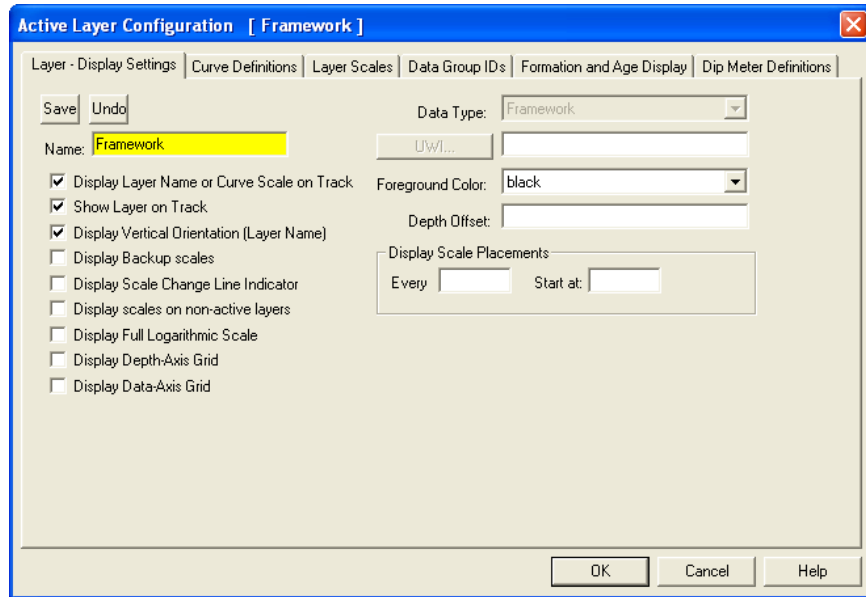 Active Layer Configuration [ Framework ]
Layer - Display Settings Curve Definitions Layer Scales Data Group IDs Formation and Age Display Dip Meter Definitions
Save Undo
Name: Framework
Display Layer Name or Curve Scale on Track
Show Layer on Track
Display Vertical Orientation (Layer Name)
Display Backup scales
Display Scale Change Line Indicator
Display scales on non-active layers
Display Full Logarithmic Scale
Display Depth-Axis Grid
Display Data-Axis Grid
Data Type: Framework
UWI...
Foreground Color: black
Depth Offset:
Display Scale Placements
Every Start at:
OK Cancel Help